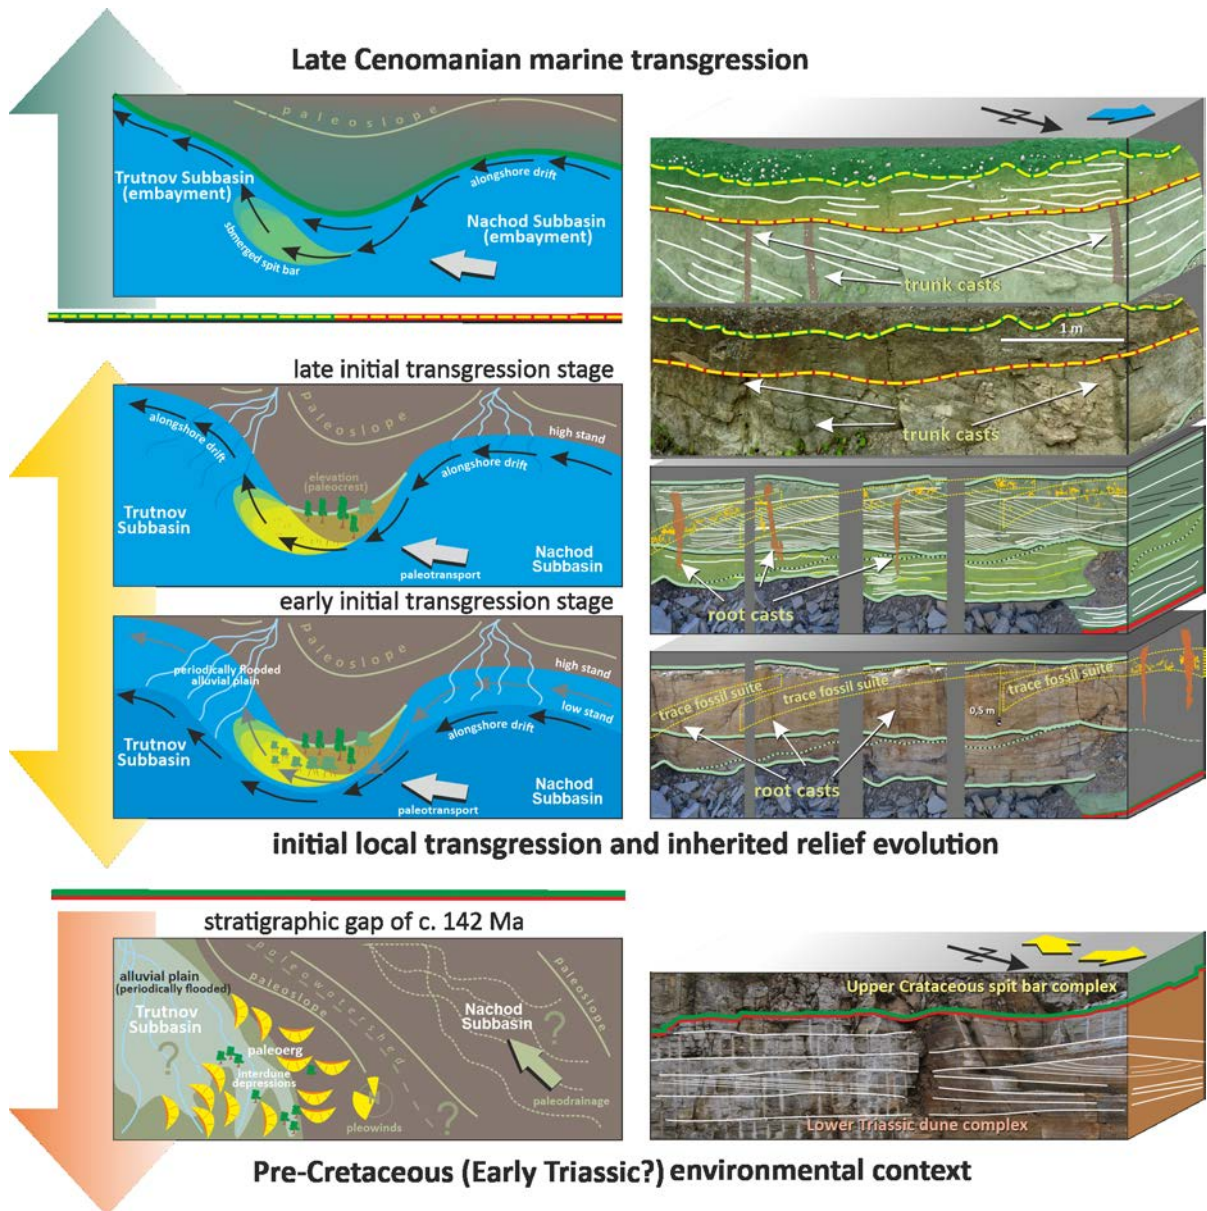 Late Cenomanian marine transgression
paleoslope
Trutnov Subbasin
(embayment)
alongshore drift
Nachod Subbasin
(embayment)
sbmerged spit bar
trunk casts
1 m
trunk casts
late initial transgression stage
paleoslope
high stand
alongshore drift
alongshore drift
elevation
(paleocrest)
Trutnov
Subbasin
paleotransport
Nachod
Subbasin
root casts
early initial transgression stage
paleoslope
periodically flooded
alluvial plain
high stand
low stand
alongshore drift
Trutnov
Subbasin
paleotransport
Nachod
Subbasin
trace fossil suite
trace fossil suite
trace fossil suite
0,5 m
root casts
initial local transgression and inherited relief evolution
stratigraphic gap of c. 142 Ma
alluvial plain
(periodically flooded)
Trutnov
Subbasin
?
paleowatershed
paleoslope
paleoslope
Nachod
Subbasin
?
paleoerg
interdune
depressions
paleodrainage
pleowinds
?
N
Upper Crataceous spit bar complex
Lower Triassic dune complex
Pre-Cretaceous (Early Triassic?) environmental context